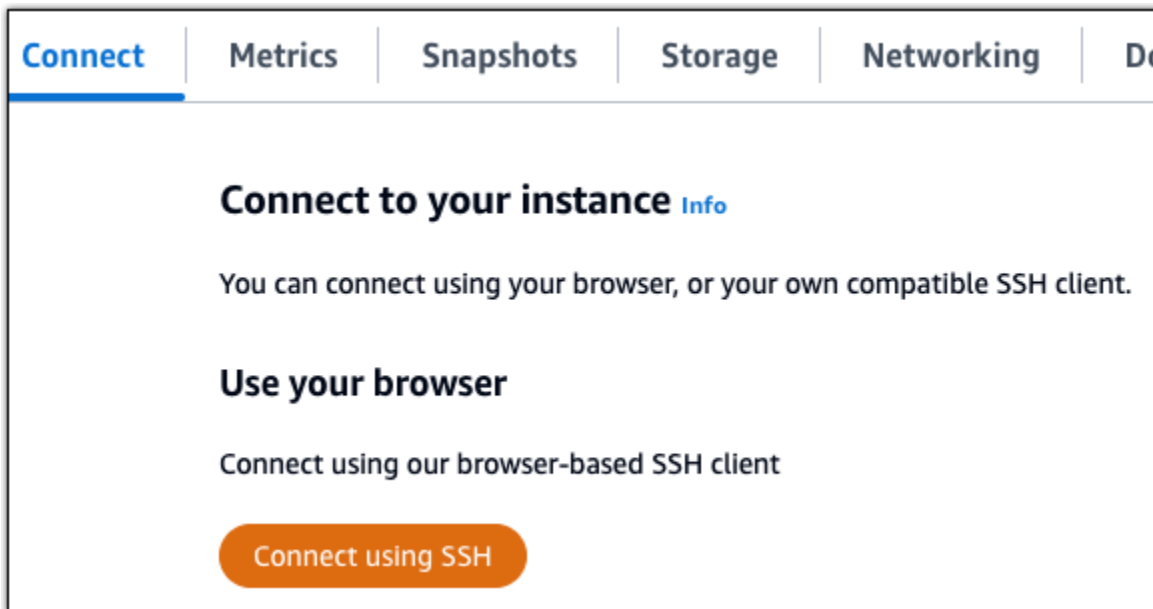 Connect Metrics Snapshots Storage Networking
Connect to your instance Info
You can connect using your browser, or your own compatible SSH client.
Use your browser
Connect using our browser-based SSH client
Connect using SSH